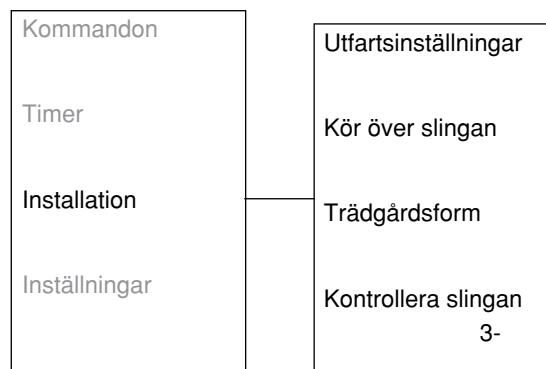 Kommandon
Timer
Installation
Inställningar
Utfartsinställningar
Kör över slingan
Trädgårdsform
Kontrollera slingan
3-